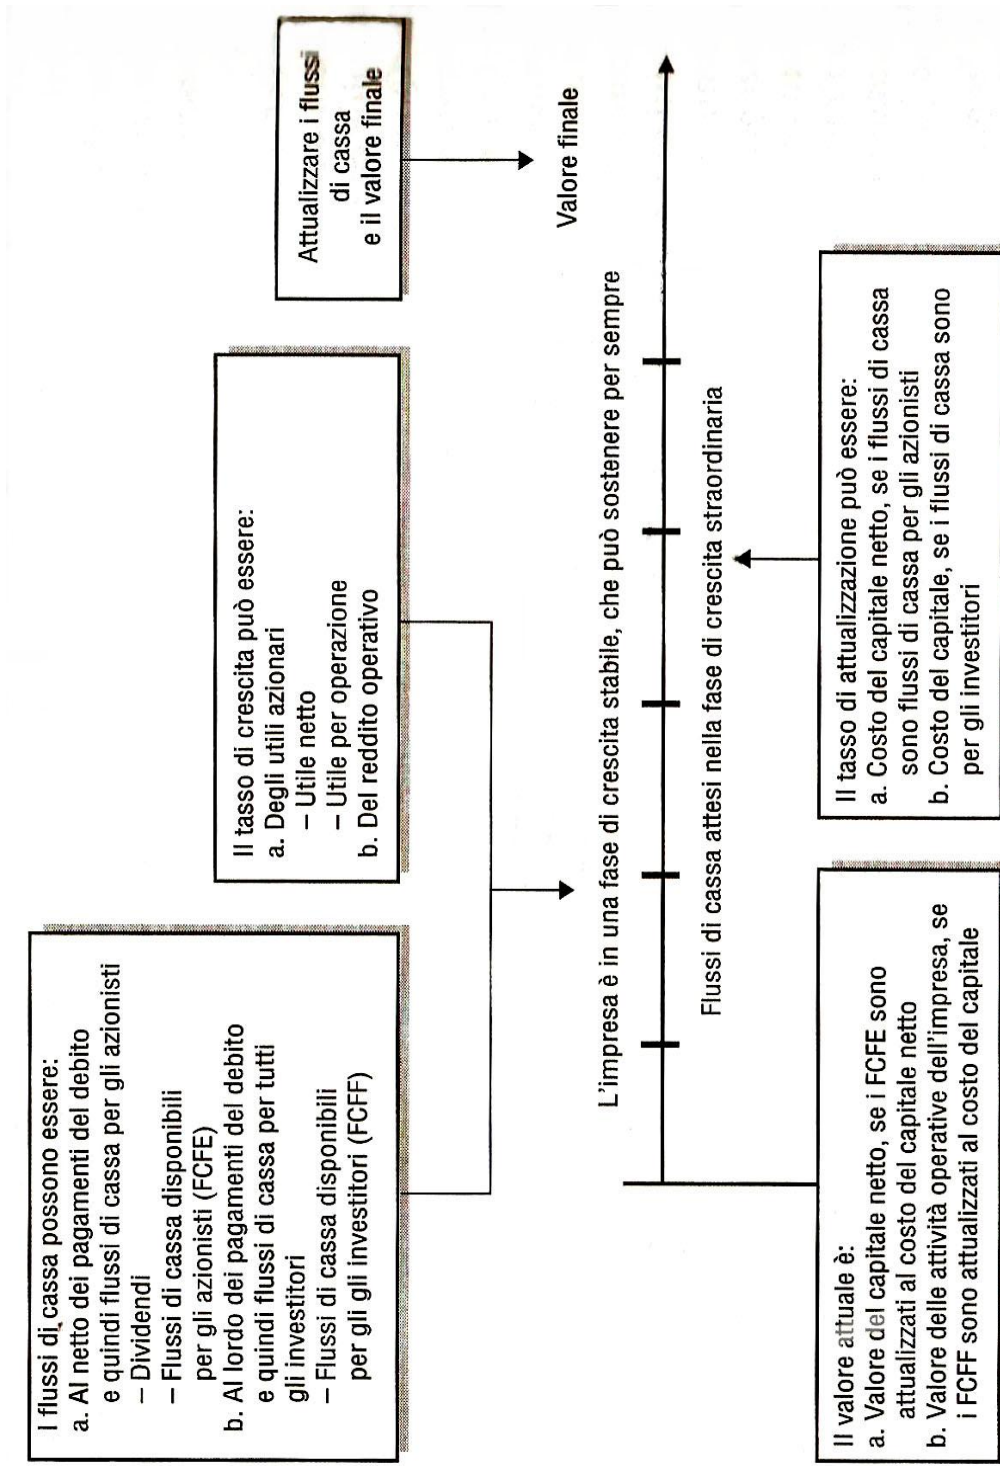 I flussi di cassa possono essere:
a. Al netto dei pagamenti del debito
e quindi flussi di cassa per gli azionisti
– Dividendi
– Flussi di cassa disponibili
per gli azionisti (FCFE)
b. Al lordo dei pagamenti del debito
e quindi flussi di cassa per tutti
gli investitori
– Flussi di cassa disponibili
per gli gli investitori (FCFF)
Il tasso di crescita può essere:
a. Degli utili azionari
– Utile netto
– Utile per operazione
b. Del reddito operativo
Attualizzare i flussi
di cassa
e il valore finale
Valore finale
L'impresa è in una fase di crescita stabile, che può sostenere per sempre
Flussi di cassa attesi nella fase di crescita straordinaria
Il valore attuale è:
a. Valore del capitale netto, se i FCFE sono
attualizzati al costo del capitale netto
b. Valore delle attività operative dell'impresa, se
i FCFF sono attualizzati al costo del capitale
Il tasso di attualizzazione può essere:
a. Costo del capitale netto, se i flussi di cassa
sono flussi di cassa per gli azionisti
b. Costo del capitale, se i flussi di cassa sono
per gli investitori